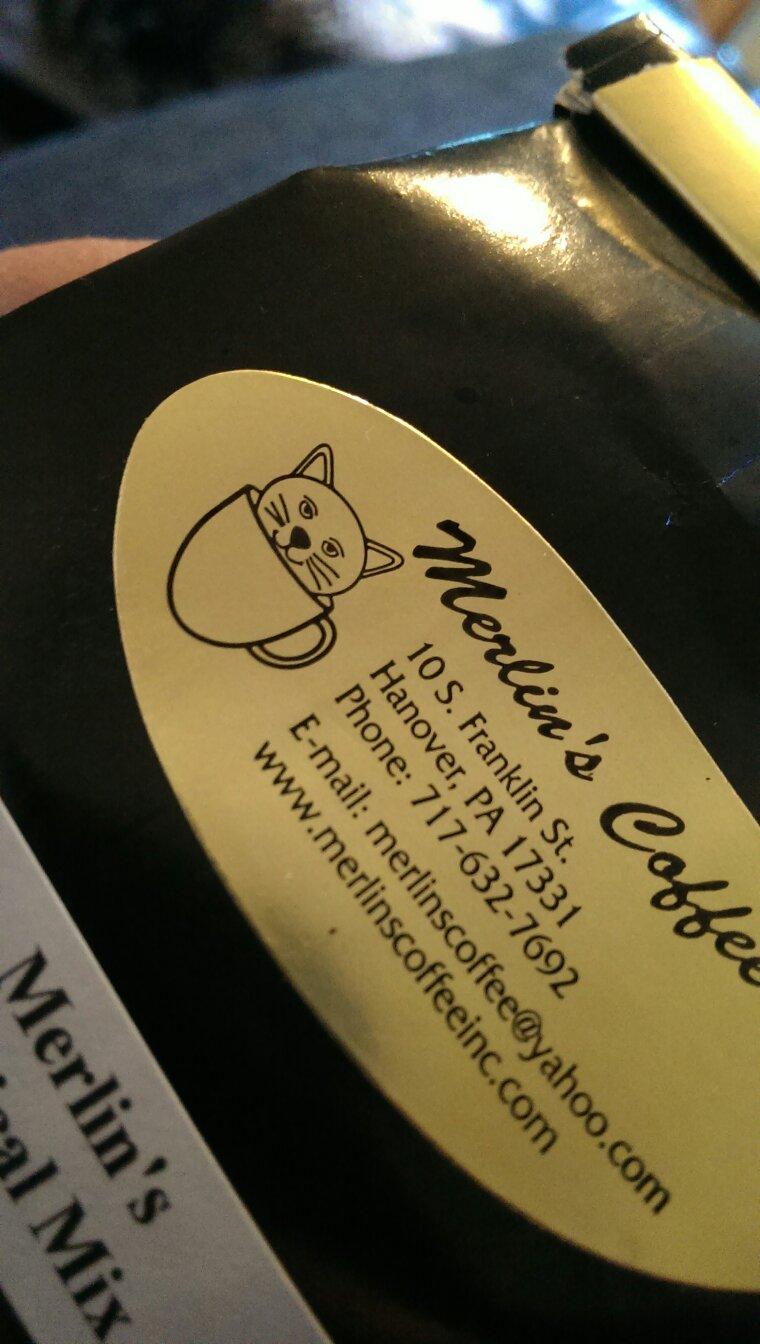 Merlin's Coffee
10 S. Franklin St.
Hanover, PA 17331
Phone: 717-632-7692
E-mail: merlinscoffee@yahoo.com
www.merlinscoffeeinc.com
Merlin's
Mix